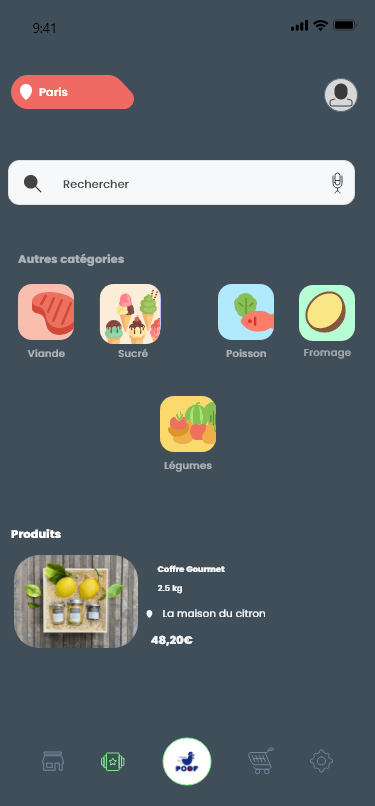 9:41
Paris
Rechercher
Autres catégories
Viande
Sucré
Poisson
Fromage
Légumes
Produits
Coffre Gourmet
2.5 kg
La maison du citron
48,20€
POOP